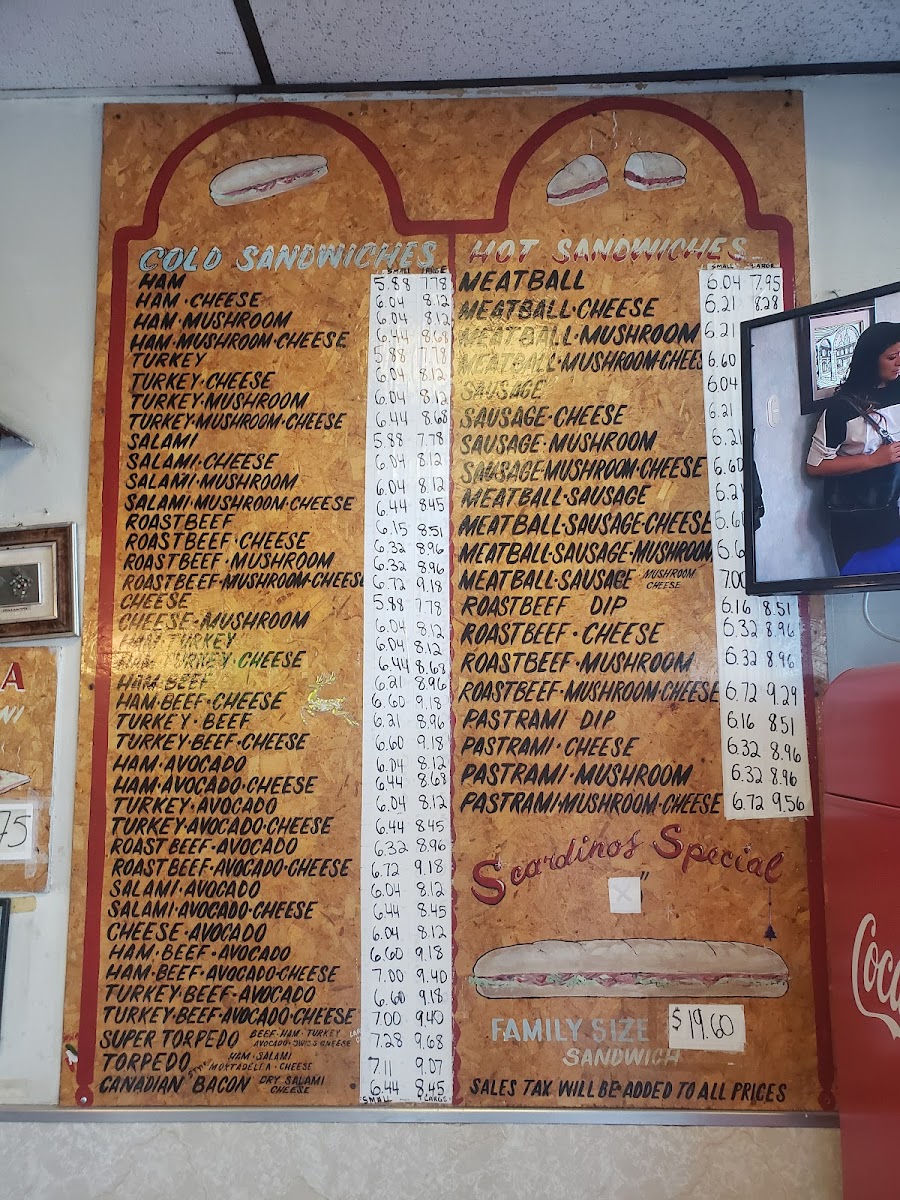 COLD SANDWICHES
SMALL LARGE
HAM 5.88 7.78
HAM·CHEESE 6.04 8.12
HAM·MUSHROOM 6.04 8.12
HAM·MUSHROOM·CHEESE 6.44 8.68
TURKEY 5.88 7.78
TURKEY·CHEESE 6.04 8.12
TURKEY·MUSHROOM 6.04 8.12
TURKEY·MUSHROOM·CHEESE 6.44 8.68
SALAMI 5.88 7.78
SALAMI·CHEESE 6.04 8.12
SALAMI·MUSHROOM 6.04 8.12
SALAMI·MUSHROOM·CHEESE 6.44 8.45
ROASTBEEF 6.15 8.51
ROASTBEEF·CHEESE 6.32 8.96
ROASTBEEF·MUSHROOM 6.32 8.96
ROASTBEEF·MUSHROOM·CHEESE 6.72 9.18
CHEESE 5.88 7.78
CHEESE·MUSHROOM 6.04 8.12
HAM·TURKEY 6.04 8.12
HAM·TURKEY·CHEESE 6.44 8.63
HAM·BEEF 6.21 8.96
HAM·BEEF·CHEESE 6.60 9.18
TURKEY·BEEF 6.21 8.96
TURKEY·BEEF·CHEESE 6.60 9.18
HAM·AVOCADO 6.04 8.12
HAM·AVOCADO·CHEESE 6.44 8.63
TURKEY·AVOCADO 6.04 8.12
TURKEY·AVOCADO·CHEESE 6.44 8.45
ROAST BEEF·AVOCADO 6.32 8.96
ROAST BEEF·AVOCADO·CHEESE 6.72 9.18
SALAMI·AVOCADO 6.04 8.12
SALAMI·AVOCADO·CHEESE 6.44 8.45
CHEESE·AVOCADO 6.04 8.12
HAM·BEEF·AVOCADO 6.60 9.18
HAM·BEEF·AVOCADO·CHEESE 7.00 9.40
TURKEY·BEEF·AVOCADO 6.60 9.18
TURKEY·BEEF·AVOCADO·CHEESE 7.00 9.40
SUPER TORPEDO BEEF·HAM·TURKEY AVOCADO·SWISS CHEESE 7.28 9.68
TORPEDO HAM·SALAMI MORTADELLA·CHEESE 7.11 9.07
CANADIAN BACON DRY SALAMI CHEESE 6.44 8.45
SMALL LARGE
HOT SANDWICHES
SMALL LARGE
MEATBALL 6.04 7.95
MEATBALL·CHEESE 6.21 8.28
MEATBALL·MUSHROOM 6.21
MEATBALL·MUSHROOM·CHEESE 6.60
SAUSAGE 6.04
SAUSAGE·CHEESE 6.21
SAUSAGE·MUSHROOM 6.21
SAUSAGE·MUSHROOM·CHEESE 6.60
MEATBALL·SAUSAGE 6.21
MEATBALL·SAUSAGE·CHEESE
MEATBALL·SAUSAGE·MUSHROOM
MEATBALL·SAUSAGE MUSHROOM CHEESE 7.00
ROASTBEEF DIP 6.16 8.51
ROASTBEEF·CHEESE 6.32 8.96
ROASTBEEF·MUSHROOM 6.32 8.96
ROASTBEEF·MUSHROOM·CHEESE 6.72 9.29
PASTRAMI DIP 6.16 8.51
PASTRAMI·CHEESE 6.32 8.96
PASTRAMI·MUSHROOM 6.32 8.96
PASTRAMI·MUSHROOM·CHEESE 6.72 9.56
Scardinos Special
"
FAMILY SIZE $19.60
SANDWICH
SALES TAX WILL BE ADDED TO ALL PRICES
A
NI
75
Coca